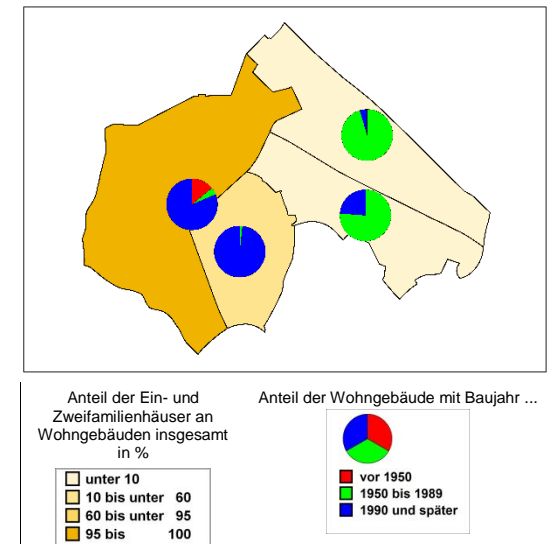 Anteil der Ein- und
Zweifamilienhäuser an
Wohngebäuden insgesamt
in %
unter 10
10 bis unter 60
60 bis unter 95
95 bis 100
Anteil der Wohngebäude mit Baujahr ...
vor 1950
1950 bis 1989
1990 und später